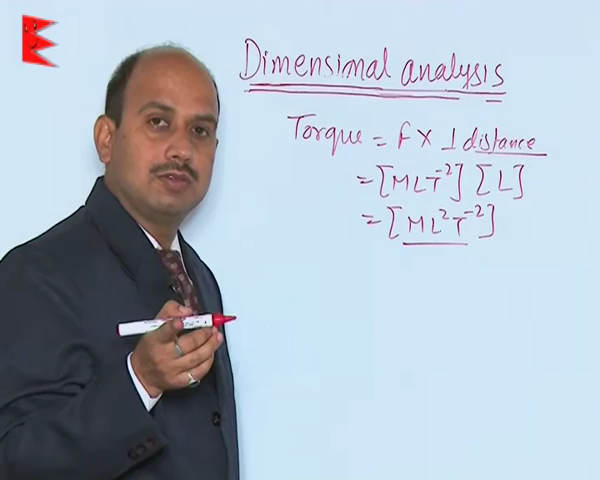 Dimensional analysis
Torque = F × ⊥ distance
= [MLT⁻²] [L]
= [ML²T⁻²]